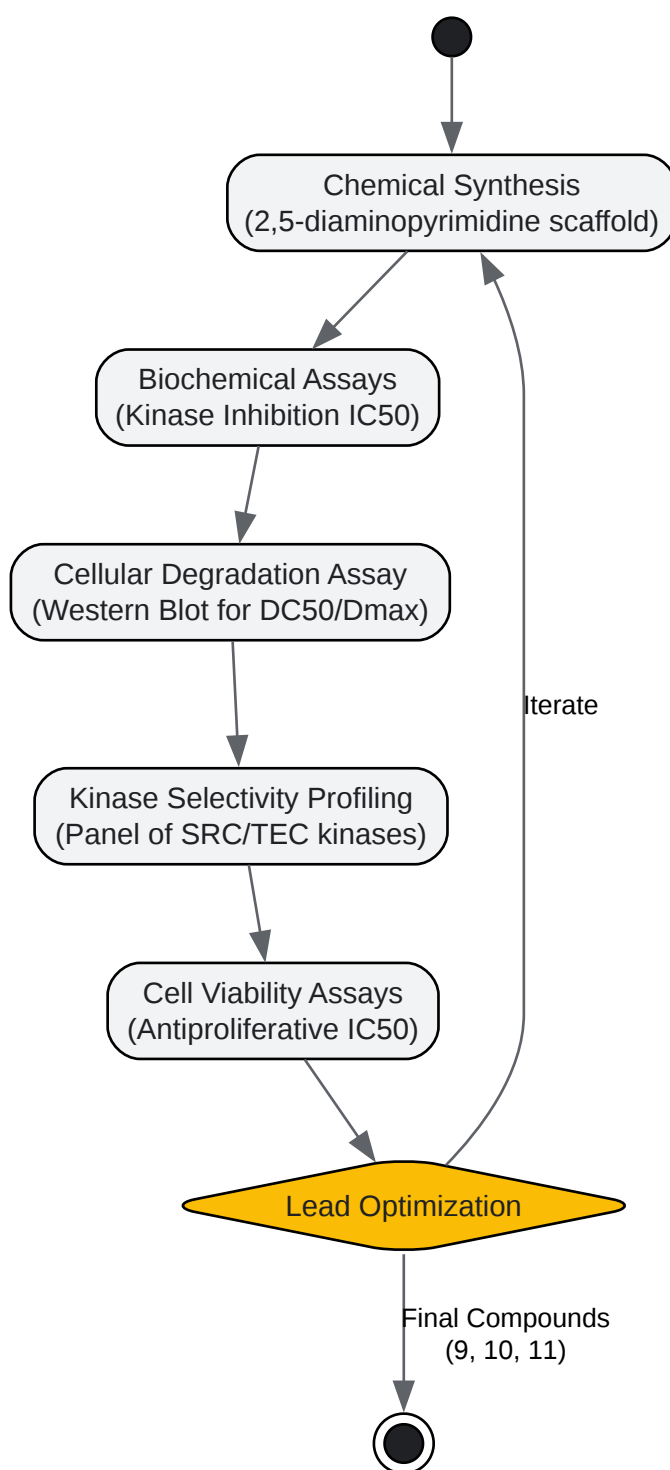 Chemical Synthesis
(2,5-diaminopyrimidine scaffold)
Biochemical Assays
(Kinase Inhibition IC50)
Cellular Degradation Assay
(Western Blot for DC50/Dmax)
Iterate
Kinase Selectivity Profiling
(Panel of SRC/TEC kinases)
Cell Viability Assays
(Antiproliferative IC50)
Lead Optimization
Final Compounds
(9, 10, 11)